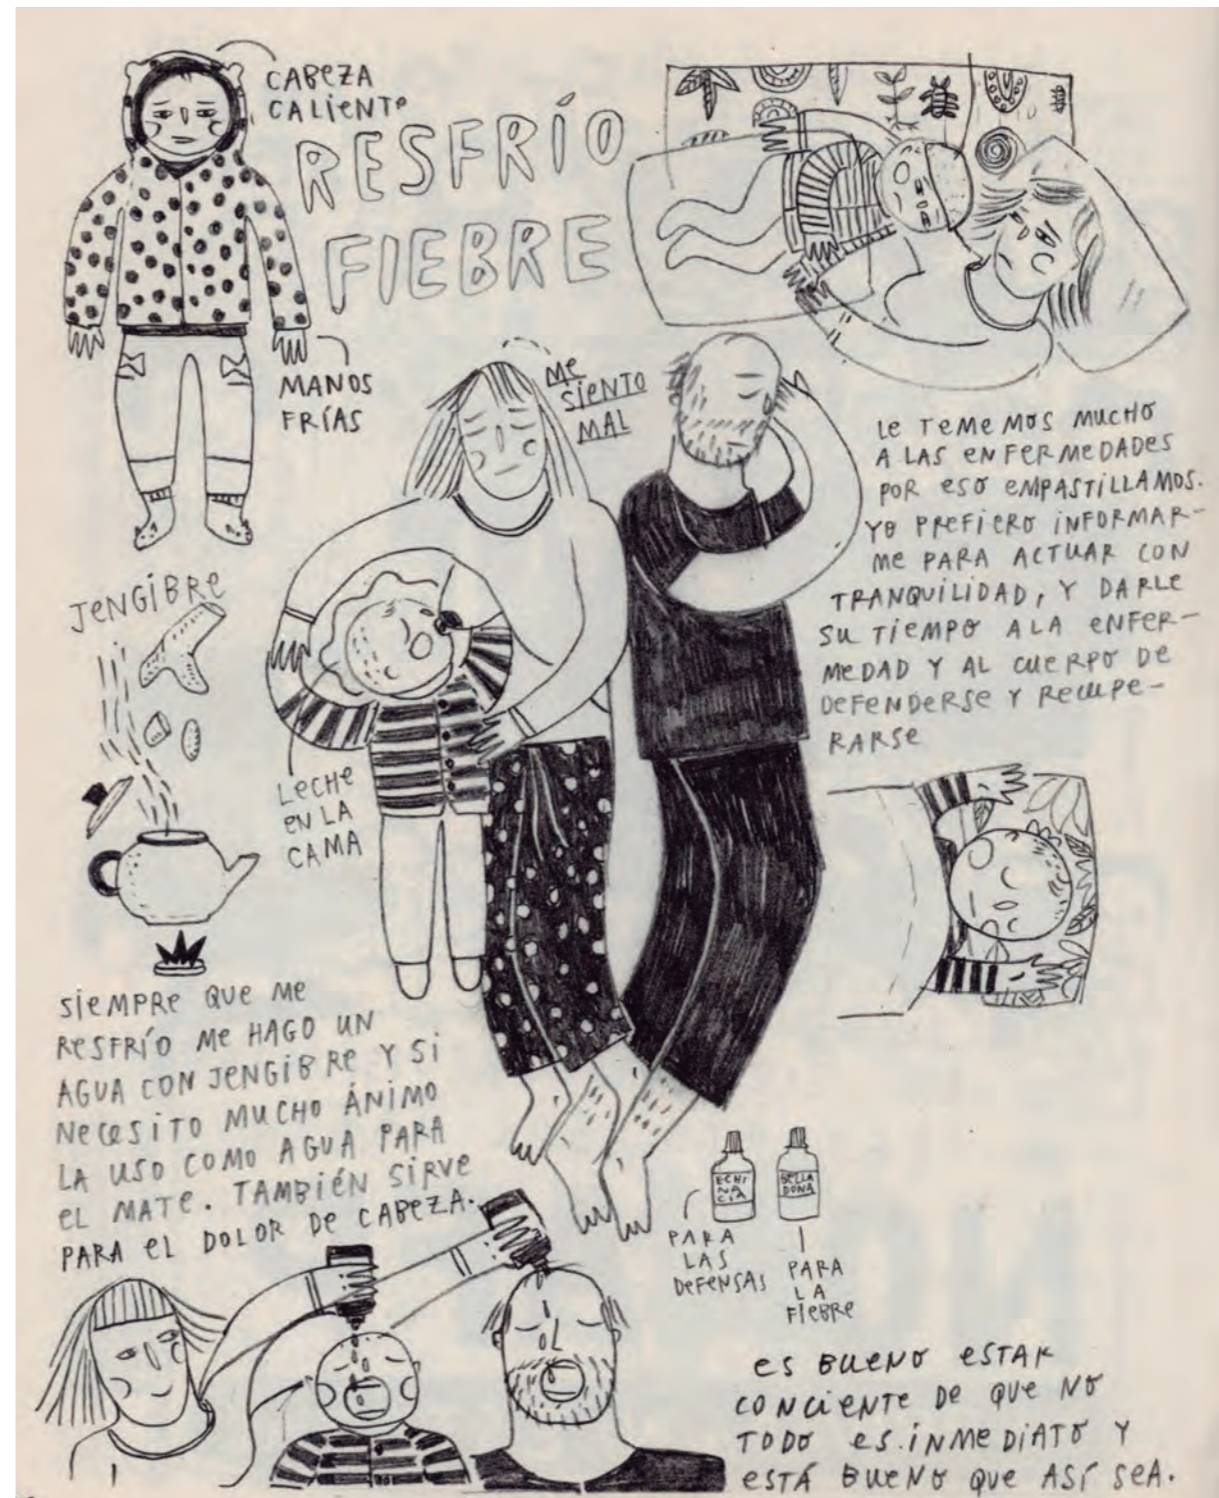 CABEZA
CALIENTE
RESFRÍO
FIEBRE
MANOS
FRÍAS
ME
SIENTO
MAL
LE TEMEMOS MUCHO
A LAS ENFERMEDADES
POR ESO EMPASTILLAMOS.
YO PREFIERO INFORMAR-
ME PARA ACTUAR CON
TRANQUILIDAD, Y DARLE
SU TIEMPO A LA ENFER-
MEDAD Y AL CUERPO DE
DEFENDERSE Y RECUPE-
RARSE
JENGIBRE
LECHE
EN LA
CAMA
SIEMPRE QUE ME
RESFRÍO ME HAGO UN
AGUA CON JENGIBRE Y SI
NECESITO MUCHO ÁNIMO
LA USO COMO AGUA PARA
EL MATE. TAMBIÉN SIRVE
PARA EL DOLOR DE CABEZA.
ECHI
NA
CIA
BELLA
DONA
PARA
LAS
DEFENSAS
PARA
LA
FIEBRE
ES BUENO ESTAR
CONCIENTE DE QUE NO
TODO ES INMEDIATO Y
ESTÁ BUENO QUE ASÍ SEA.